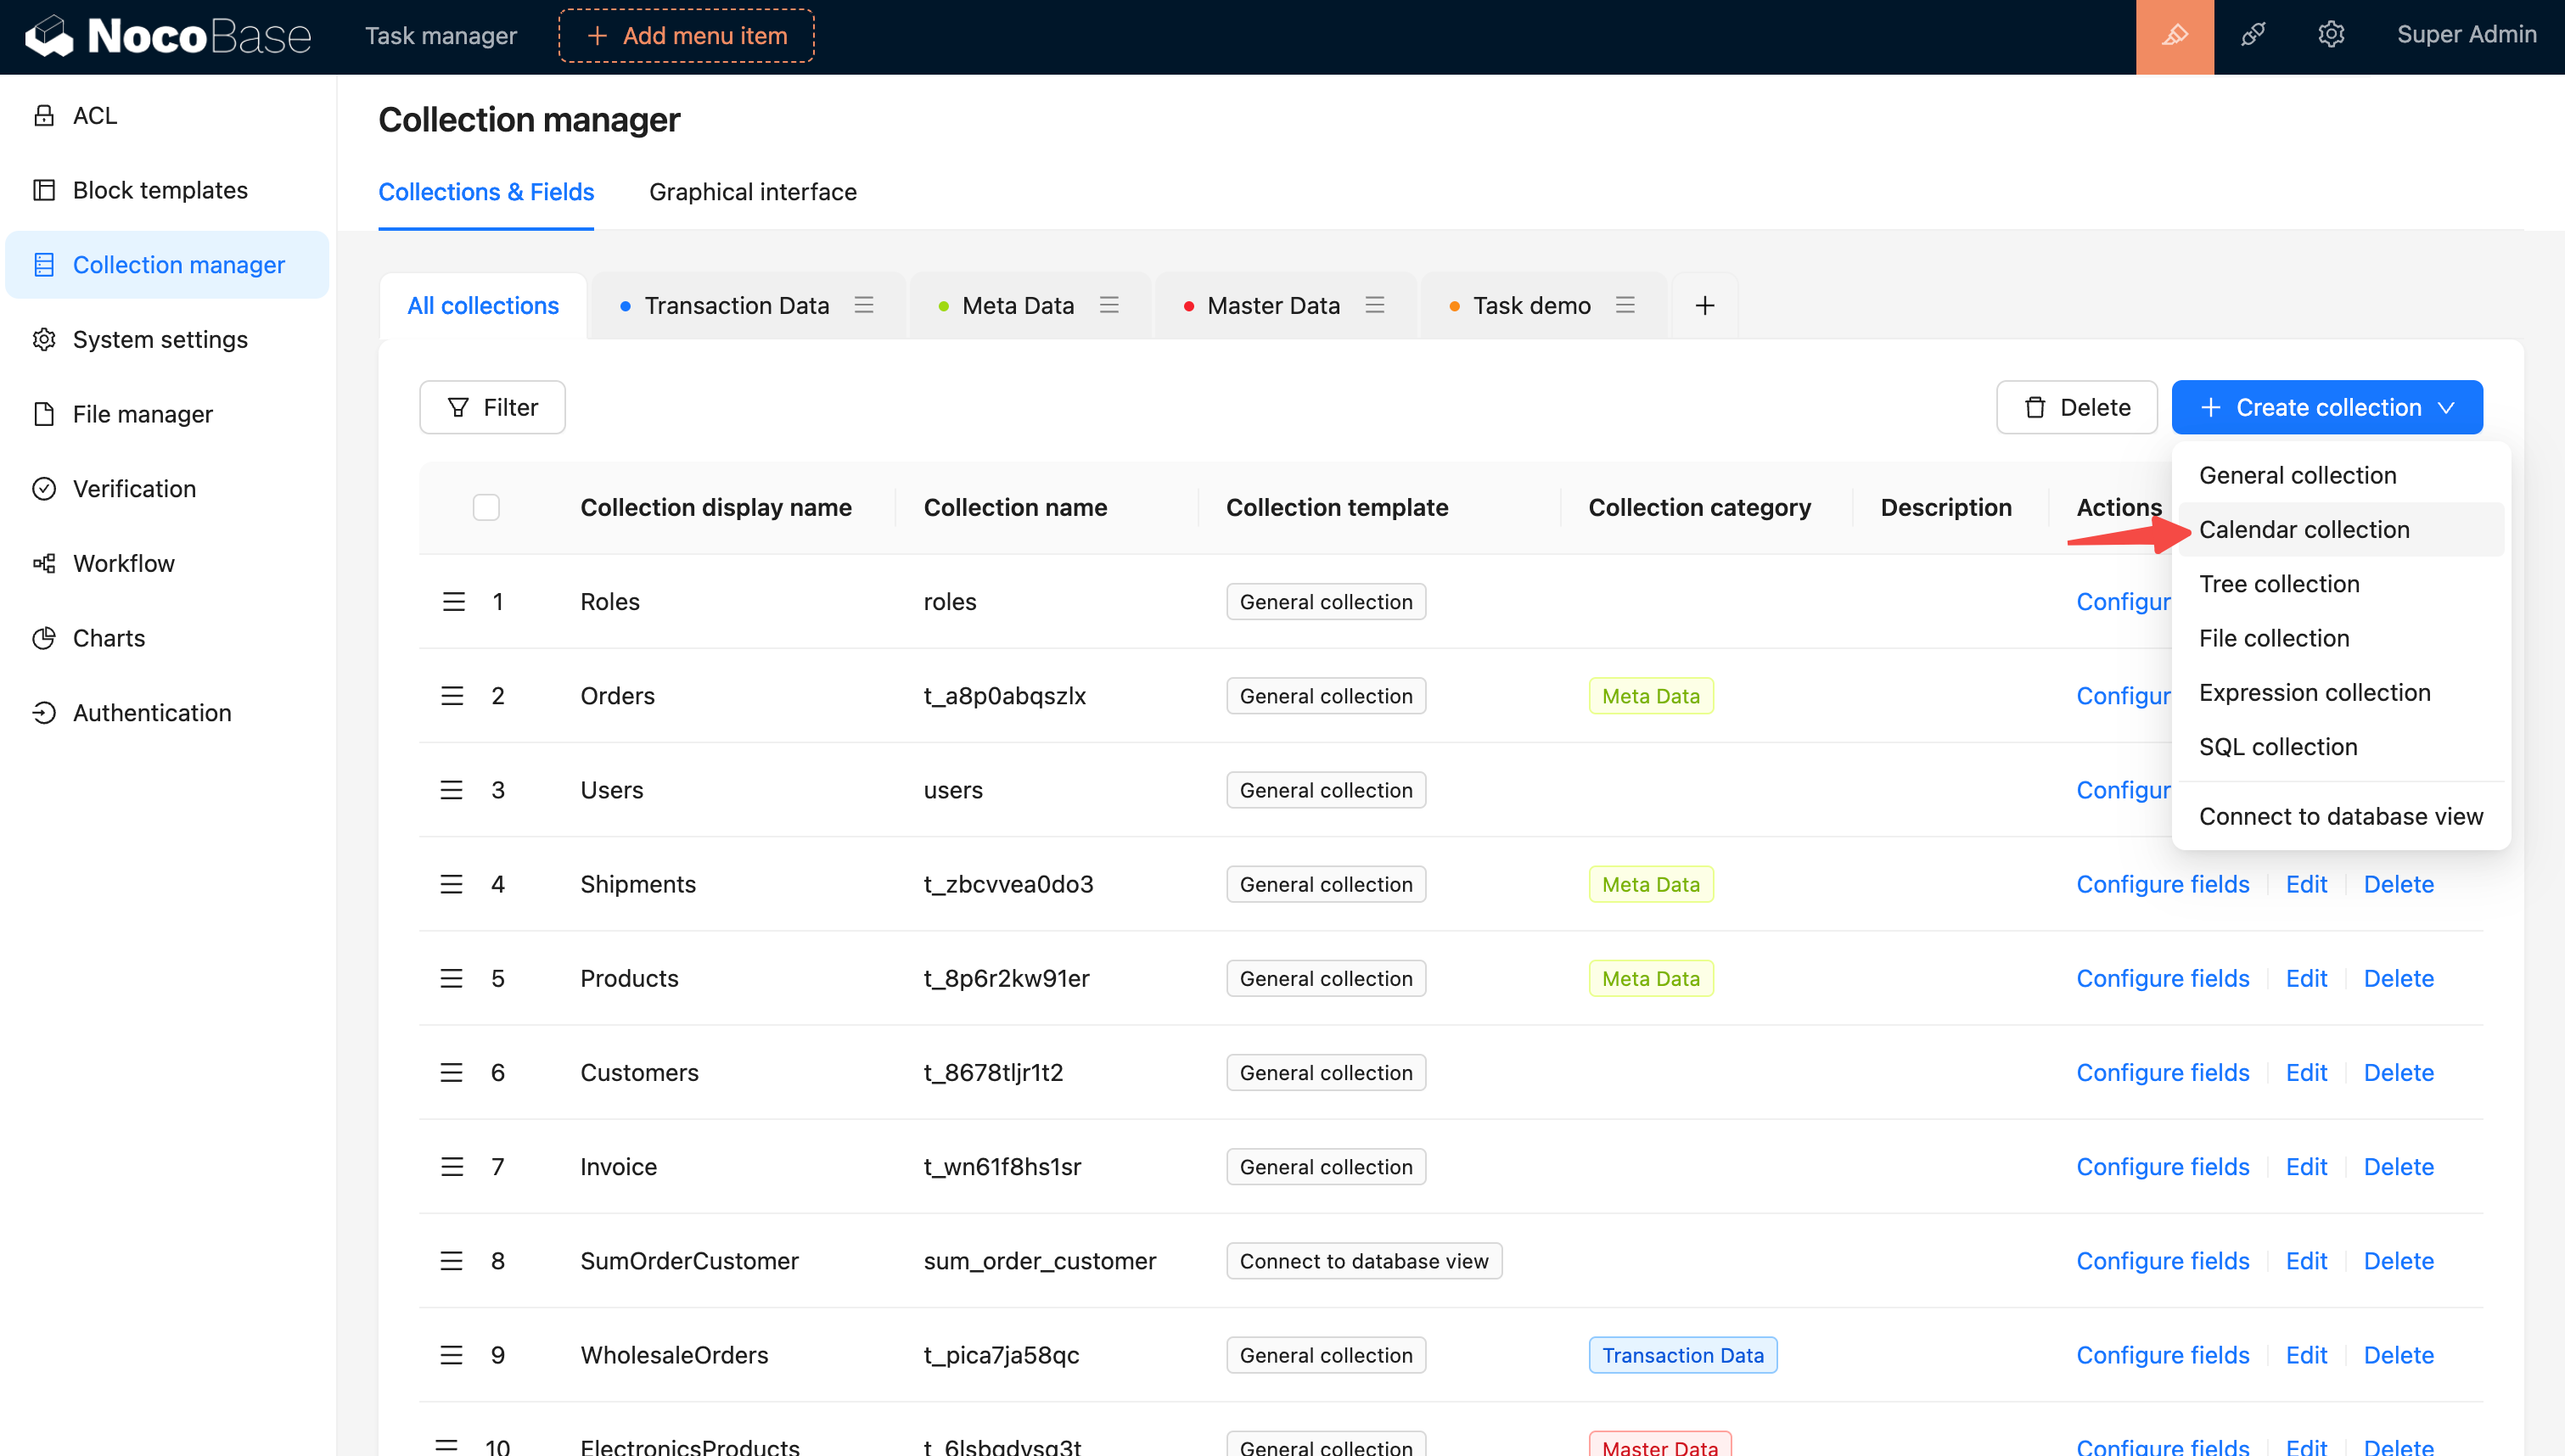 NocoBase Task manager + Add menu item Super Admin
ACL
Block templates
Collection manager
System settings
File manager
Verification
Workflow
Charts
Authentication
Collection manager
Collections & Fields Graphical interface
All collections Transaction Data Meta Data Master Data Task demo +
Filter Delete + Create collection
General collection
Calendar collection
Tree collection
File collection
Expression collection
SQL collection
Connect to database view
Collection display name Collection name Collection template Collection category Description Actions
1 Roles roles General collection Configur
2 Orders t_a8p0abqszlx General collection Meta Data Configur
3 Users users General collection Configur
4 Shipments t_zbcvvea0do3 General collection Meta Data Configure fields Edit Delete
5 Products t_8p6r2kw91er General collection Meta Data Configure fields Edit Delete
6 Customers t_8678tljr1t2 General collection Configure fields Edit Delete
7 Invoice t_wn61f8hs1sr General collection Configure fields Edit Delete
8 SumOrderCustomer sum_order_customer Connect to database view Configure fields Edit Delete
9 WholesaleOrders t_pica7ja58qc General collection Transaction Data Configure fields Edit Delete
10 ElectronicsProducts General collection Master Data Configure fields Edit Delete